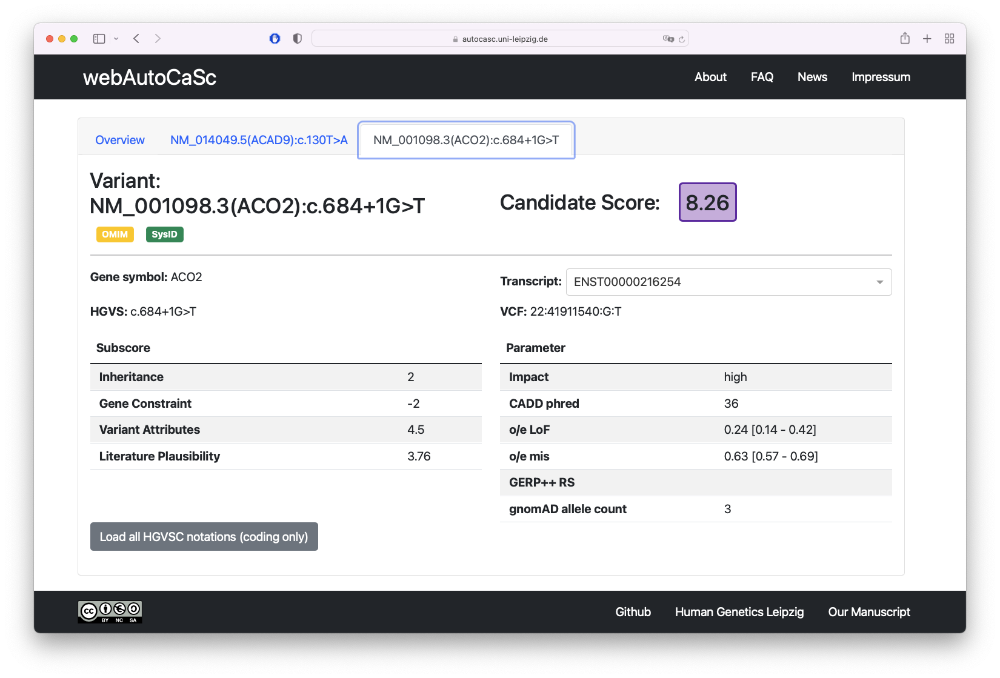 autocasc.uni-leipzig.de
webAutoCaSc
About FAQ News Impressum
Overview NM_014049.5(ACAD9):c.130T>A NM_001098.3(ACO2):c.684+1G>T
Variant:
NM_001098.3(ACO2):c.684+1G>T
Candidate Score: 8.26
OMIM SysID
Gene symbol: ACO2
Transcript: ENST00000216254
HGVS: c.684+1G>T
VCF: 22:41911540:G:T
Subscore
Inheritance 2
Gene Constraint -2
Variant Attributes 4.5
Literature Plausibility 3.76
Parameter
Impact high
CADD phred 36
o/e LoF 0.24 [0.14 - 0.42]
o/e mis 0.63 [0.57 - 0.69]
GERP++ RS
gnomAD allele count 3
Load all HGVSC notations (coding only)
cc
BY NC SA
Github Human Genetics Leipzig Our Manuscript